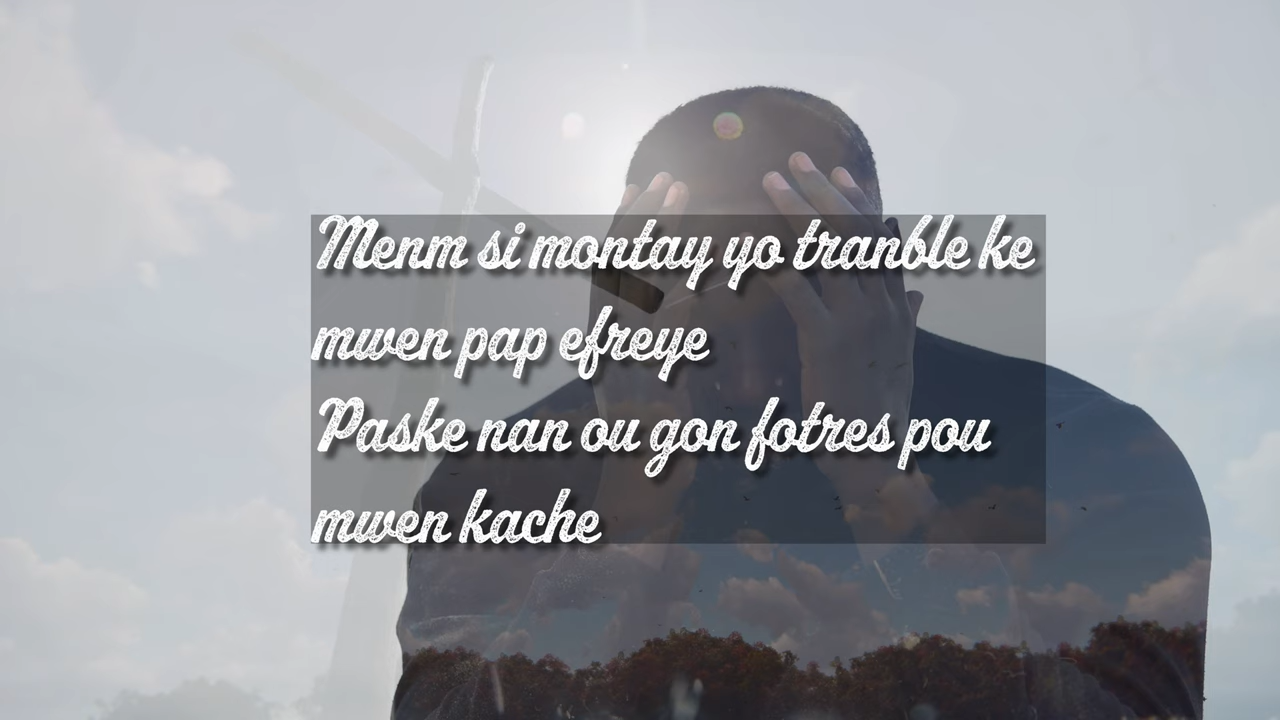 Menm si montay yo tranble ke
mwen pap efreye
Paske nan ou gon fotres pou
mwen kache